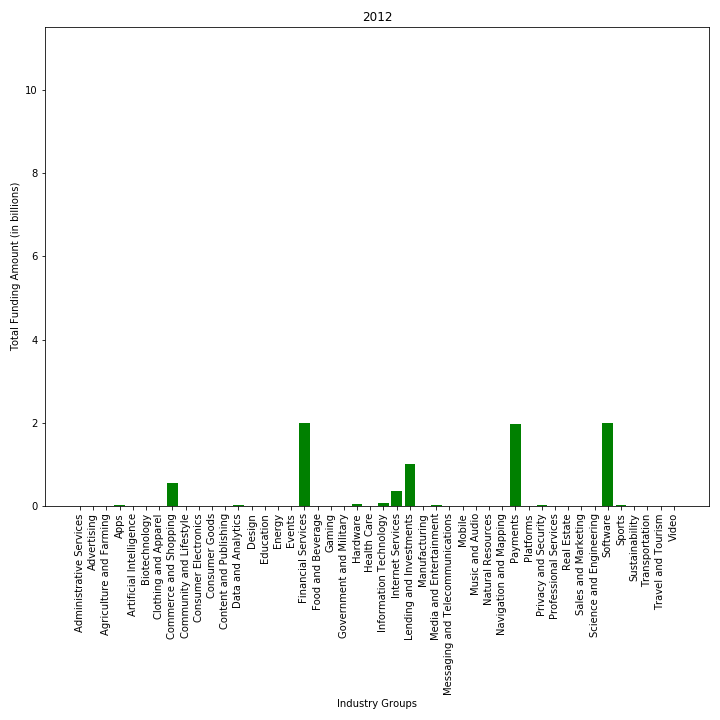 2012
Total Funding Amount (in billions)
10
8
6
4
2
0
Administrative Services
Advertising
Agriculture and Farming
Apps
Artificial Intelligence
Biotechnology
Clothing and Apparel
Commerce and Shopping
Community and Lifestyle
Consumer Electronics
Consumer Goods
Content and Publishing
Data and Analytics
Design
Education
Energy
Events
Financial Services
Food and Beverage
Gaming
Government and Military
Hardware
Health Care
Information Technology
Internet Services
Lending and Investments
Manufacturing
Media and Entertainment
Messaging and Telecommunications
Mobile
Music and Audio
Natural Resources
Navigation and Mapping
Payments
Platforms
Privacy and Security
Professional Services
Real Estate
Sales and Marketing
Science and Engineering
Software
Sports
Sustainability
Transportation
Travel and Tourism
Video
Industry Groups